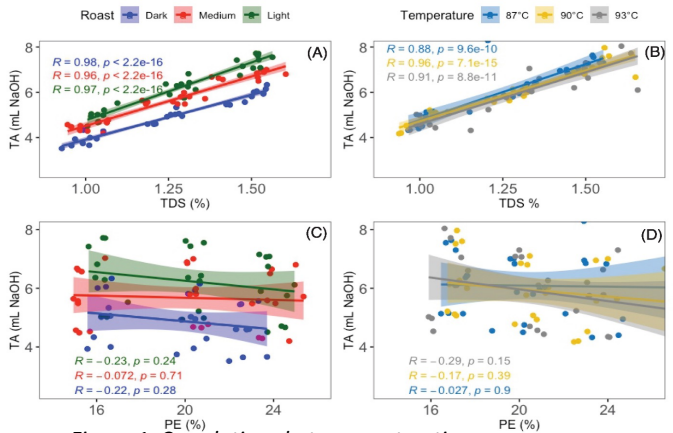 Roast Dark Medium Light
Temperature 87°C 90°C 93°C
(A)
R = 0.98, p < 2.2e-16
R = 0.96, p < 2.2e-16
R = 0.97, p < 2.2e-16
8
6
4
TA (mL NaOH)
1.00 1.25 1.50
TDS (%)
(B)
R = 0.88, p = 9.6e-10
R = 0.96, p = 7.1e-15
R = 0.91, p = 8.8e-11
8
6
4
TA (mL NaOH)
1.00 1.25 1.50
TDS %
(C)
8
6
4
TA (mL NaOH)
R = −0.23, p = 0.24
R = −0.072, p = 0.71
R = −0.22, p = 0.28
16 20 24
PE (%)
(D)
8
6
4
TA (mL NaOH)
R = −0.29, p = 0.15
R = −0.17, p = 0.39
R = −0.027, p = 0.9
16 20 24
PE (%)